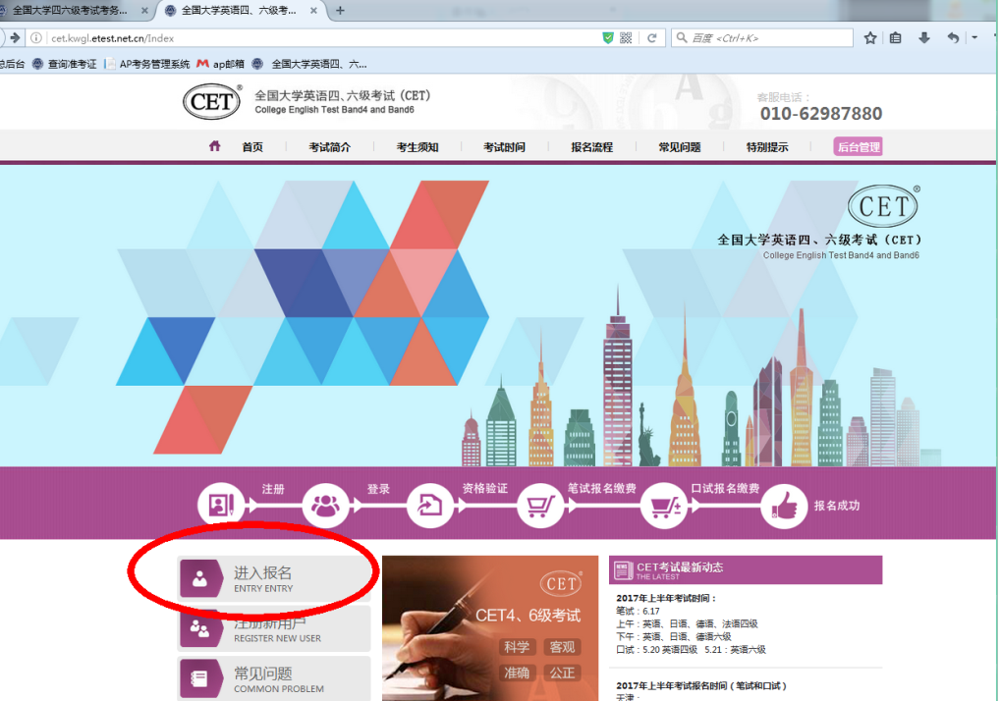 全国大学四六级考试考务... ×
全国大学英语四、六级考... ×
cet.kwgl.etest.net.cn/Index
百度 <Ctrl+K>
总后台 查询准考证 AP考务管理系统 ap邮箱 全国大学英语四、六...
CET®
全国大学英语四、六级考试（CET）
College English Test Band4 and Band6
客服电话：
010-62987880
首页 考试简介 考生须知 考试时间 报名流程 常见问题 特别提示 后台管理
CET®
全国大学英语四、六级考试（CET）
College English Test Band4 and Band6
注册 登录 资格验证 笔试报名缴费 口试报名缴费
报名成功
进入报名
ENTRY ENTRY
注册新用户
REGISTER NEW USER
常见问题
COMMON PROBLEM
CET
CET4、6级考试
科学 客观
准确 公正
NEWS
CET考试最新动态
THE LATEST
2017年上半年考试时间：
笔试：6.17
上午：英语、日语、德语、法语四级
下午：英语、日语、德语六级
口试：5.20 英语四级 5.21：英语六级
2017年上半年考试报名时间（笔试和口试）
天津：